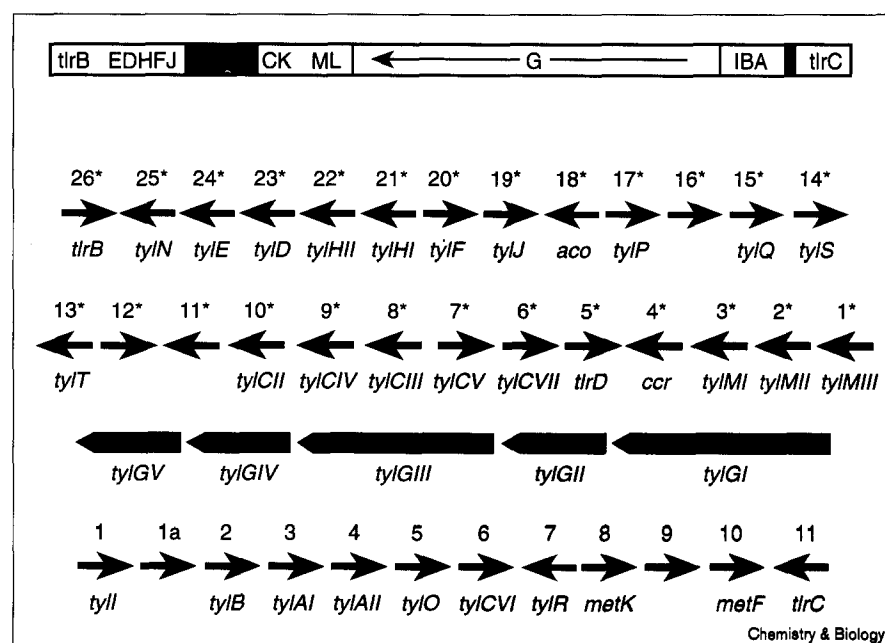 tlrB EDHFJ CK ML G IBA tlrC
26* 25* 24* 23* 22* 21* 20* 19* 18* 17* 16* 15* 14*
tlrB tylN tylE tylD tylHII tylHI tylF tylJ aco tylP tylQ tylS
13* 12* 11* 10* 9* 8* 7* 6* 5* 4* 3* 2* 1*
tylT tylCII tylCIV tylCIII tylCV tylCVII tlrD ccr tylMI tylMII tylMIII
tylGV tylGIV tylGIII tylGII tylGI
1 1a 2 3 4 5 6 7 8 9 10 11
tylI tylB tylAI tylAII tylO tylCVI tylR metK metF tlrC
Chemistry & Biology